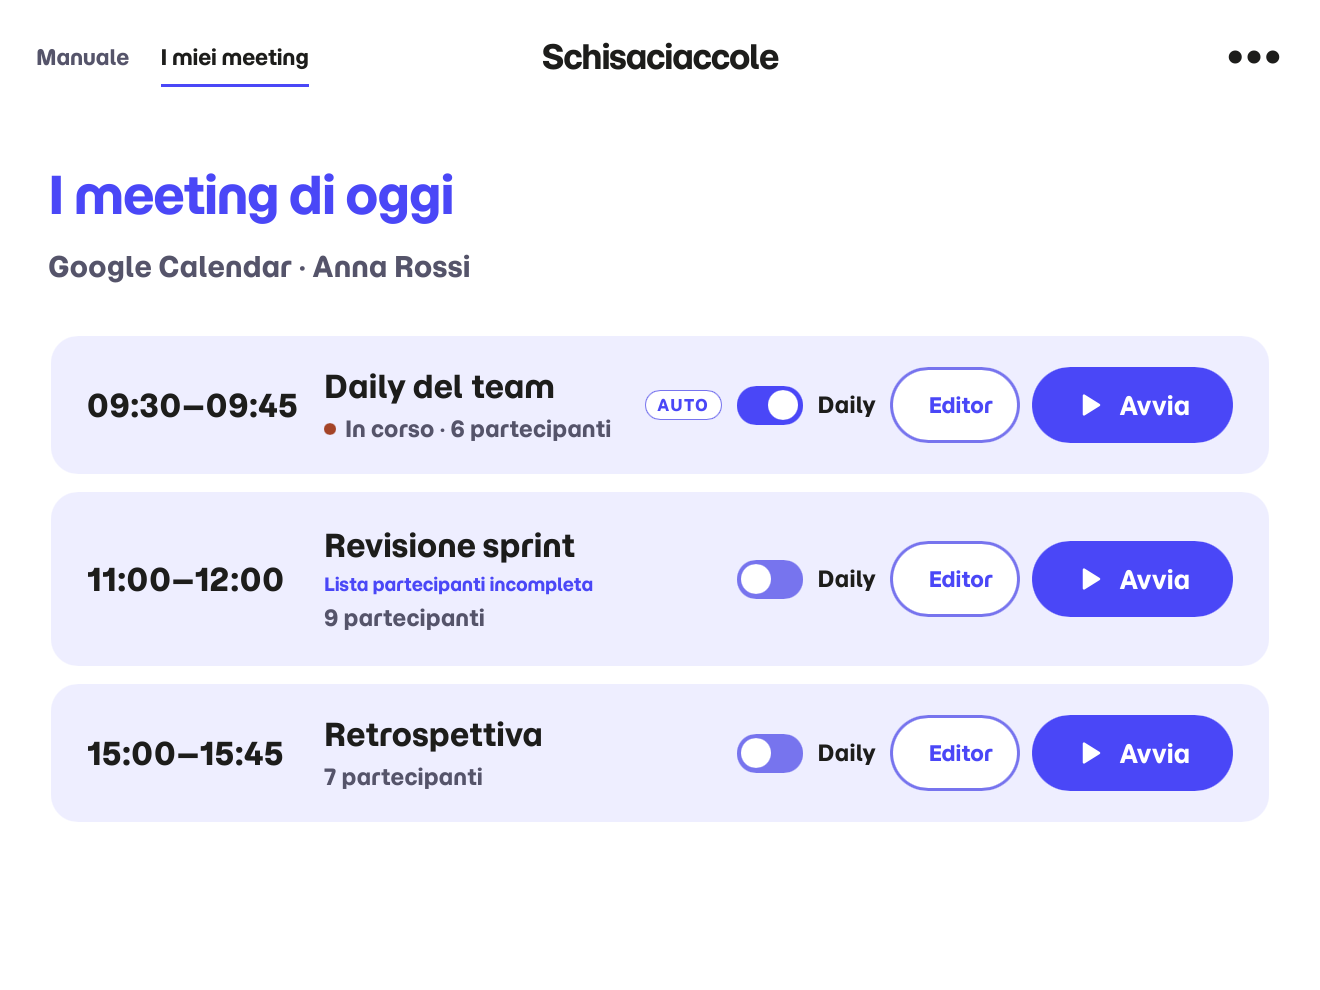 Manuale
I miei meeting
Schisaciaccole
I meeting di oggi
Google Calendar · Anna Rossi
09:30–09:45
Daily del team
In corso · 6 partecipanti
AUTO
Daily
Editor
Avvia
11:00–12:00
Revisione sprint
Lista partecipanti incompleta
9 partecipanti
Daily
Editor
Avvia
15:00–15:45
Retrospettiva
7 partecipanti
Daily
Editor
Avvia